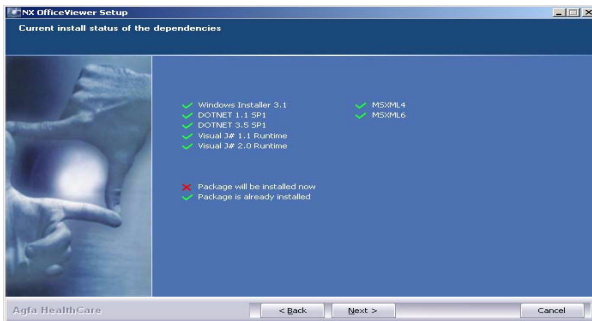 NX OfficeViewer Setup
Current install status of the dependencies
Windows Installer 3.1
DOTNET 1.1 SP1
DOTNET 3.5 SP1
Visual J# 1.1 Runtime
Visual J# 2.0 Runtime
MSXML4
MSXML6
Package will be installed now
Package is already installed
Agfa HealthCare
< Back
Next >
Cancel